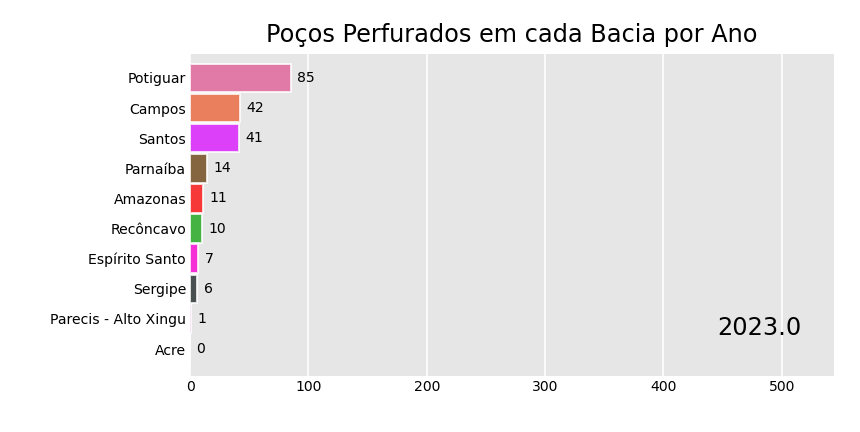 Poços Perfurados em cada Bacia por Ano
Potiguar 85
Campos 42
Santos 41
Parnaíba 14
Amazonas 11
Recôncavo 10
Espírito Santo 7
Sergipe 6
Parecis - Alto Xingu 1
2023.0
Acre 0
0 100 200 300 400 500